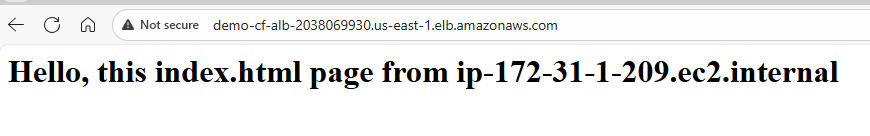 Not secure demo-cf-alb-2038069930.us-east-1.elb.amazonaws.com
Hello, this index.html page from ip-172-31-1-209.ec2.internal